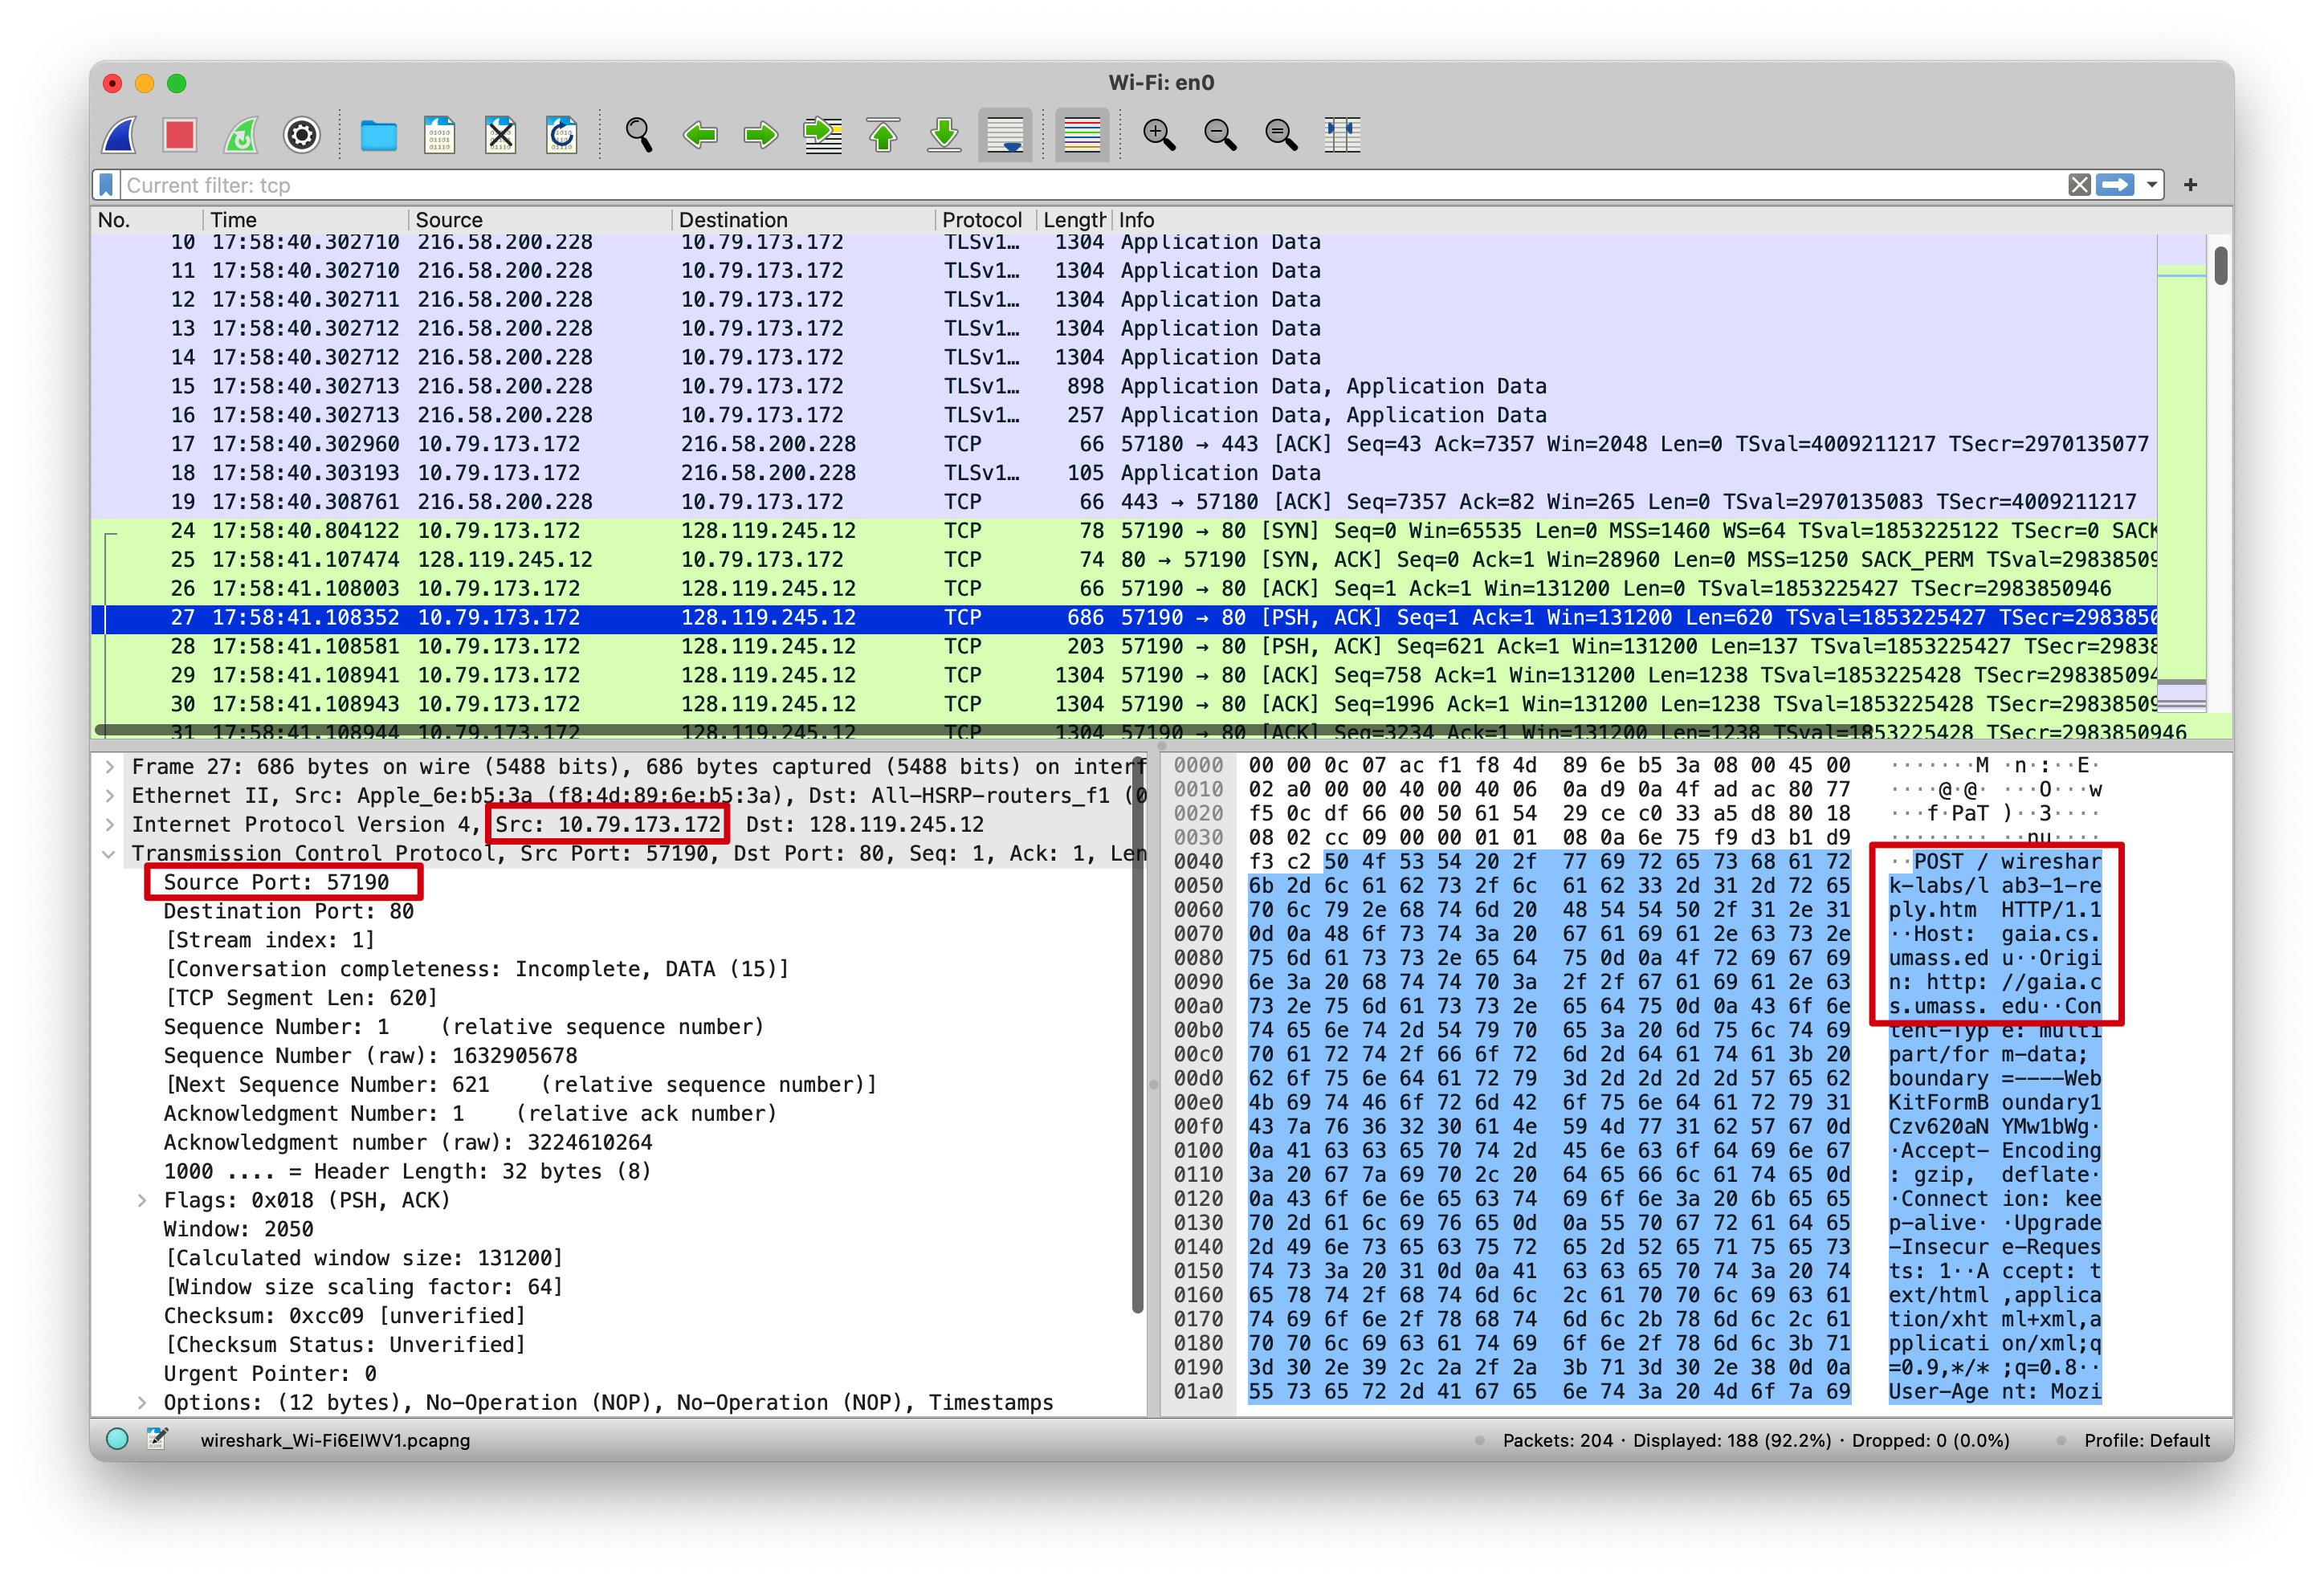 Wi-Fi: en0
Current filter: tcp
No. Time Source Destination Protocol Length Info
10 17:58:40.302710 216.58.200.228 10.79.173.172 TLSv1… 1304 Application Data
11 17:58:40.302710 216.58.200.228 10.79.173.172 TLSv1… 1304 Application Data
12 17:58:40.302711 216.58.200.228 10.79.173.172 TLSv1… 1304 Application Data
13 17:58:40.302712 216.58.200.228 10.79.173.172 TLSv1… 1304 Application Data
14 17:58:40.302712 216.58.200.228 10.79.173.172 TLSv1… 1304 Application Data
15 17:58:40.302713 216.58.200.228 10.79.173.172 TLSv1… 898 Application Data, Application Data
16 17:58:40.302713 216.58.200.228 10.79.173.172 TLSv1… 257 Application Data, Application Data
17 17:58:40.302960 10.79.173.172 216.58.200.228 TCP 66 57180 → 443 [ACK] Seq=43 Ack=7357 Win=2048 Len=0 TSval=4009211217 TSecr=2970135077
18 17:58:40.303193 10.79.173.172 216.58.200.228 TLSv1… 105 Application Data
19 17:58:40.308761 216.58.200.228 10.79.173.172 TCP 66 443 → 57180 [ACK] Seq=7357 Ack=82 Win=265 Len=0 TSval=2970135083 TSecr=4009211217
24 17:58:40.804122 10.79.173.172 128.119.245.12 TCP 78 57190 → 80 [SYN] Seq=0 Win=65535 Len=0 MSS=1460 WS=64 TSval=1853225122 TSecr=0 SACK
25 17:58:41.107474 128.119.245.12 10.79.173.172 TCP 74 80 → 57190 [SYN, ACK] Seq=0 Ack=1 Win=28960 Len=0 MSS=1250 SACK_PERM TSval=29838509
26 17:58:41.108003 10.79.173.172 128.119.245.12 TCP 66 57190 → 80 [ACK] Seq=1 Ack=1 Win=131200 Len=0 TSval=1853225427 TSecr=2983850946
27 17:58:41.108352 10.79.173.172 128.119.245.12 TCP 686 57190 → 80 [PSH, ACK] Seq=1 Ack=1 Win=131200 Len=620 TSval=1853225427 TSecr=2983850
28 17:58:41.108581 10.79.173.172 128.119.245.12 TCP 203 57190 → 80 [PSH, ACK] Seq=621 Ack=1 Win=131200 Len=137 TSval=1853225427 TSecr=29838
29 17:58:41.108941 10.79.173.172 128.119.245.12 TCP 1304 57190 → 80 [ACK] Seq=758 Ack=1 Win=131200 Len=1238 TSval=1853225428 TSecr=298385094
30 17:58:41.108943 10.79.173.172 128.119.245.12 TCP 1304 57190 → 80 [ACK] Seq=1996 Ack=1 Win=131200 Len=1238 TSval=1853225428 TSecr=29838509
31 17:58:41.108944 10.79.173.172 128.119.245.12 TCP 1304 57190 → 80 [ACK] Seq=3234 Ack=1 Win=131200 Len=1238 TSval=1853225428 TSecr=2983850946
Frame 27: 686 bytes on wire (5488 bits), 686 bytes captured (5488 bits) on interf
Ethernet II, Src: Apple_6e:b5:3a (f8:4d:89:6e:b5:3a), Dst: All-HSRP-routers_f1 (0
Internet Protocol Version 4, Src: 10.79.173.172 Dst: 128.119.245.12
Transmission Control Protocol, Src Port: 57190, Dst Port: 80, Seq: 1, Ack: 1, Len
Source Port: 57190
Destination Port: 80
[Stream index: 1]
[Conversation completeness: Incomplete, DATA (15)]
[TCP Segment Len: 620]
Sequence Number: 1 (relative sequence number)
Sequence Number (raw): 1632905678
[Next Sequence Number: 621 (relative sequence number)]
Acknowledgment Number: 1 (relative ack number)
Acknowledgment number (raw): 3224610264
1000 .... = Header Length: 32 bytes (8)
Flags: 0x018 (PSH, ACK)
Window: 2050
[Calculated window size: 131200]
[Window size scaling factor: 64]
Checksum: 0xcc09 [unverified]
[Checksum Status: Unverified]
Urgent Pointer: 0
Options: (12 bytes), No-Operation (NOP), No-Operation (NOP), Timestamps
0000 00 00 0c 07 ac f1 f8 4d 89 6e b5 3a 08 00 45 00 ·······M ·n·:··E·
0010 02 a0 00 00 40 00 40 06 0a d9 0a 4f ad ac 80 77 ····@·@· ···O···w
0020 f5 0c df 66 00 50 61 54 29 ce c0 33 a5 d8 80 18 ···f·PaT )··3····
0030 08 02 cc 09 00 00 01 01 08 0a 6e 75 f9 d3 b1 d9 ········ ··nu····
0040 f3 c2 50 4f 53 54 20 2f 77 69 72 65 73 68 61 72 ··POST / wireshar
0050 6b 2d 6c 61 62 73 2f 6c 61 62 33 2d 31 2d 72 65 k-labs/l ab3-1-re
0060 70 6c 79 2e 68 74 6d 20 48 54 54 50 2f 31 2e 31 ply.htm HTTP/1.1
0070 0d 0a 48 6f 73 74 3a 20 67 61 69 61 2e 63 73 2e ··Host: gaia.cs.
0080 75 6d 61 73 73 2e 65 64 75 0d 0a 4f 72 69 67 69 umass.ed u··Origi
0090 6e 3a 20 68 74 74 70 3a 2f 2f 67 61 69 61 2e 63 n: http: //gaia.c
00a0 73 2e 75 6d 61 73 73 2e 65 64 75 0d 0a 43 6f 6e s.umass. edu··Con
00b0 74 65 6e 74 2d 54 79 70 65 3a 20 6d 75 6c 74 69 tent-Typ e: multi
00c0 70 61 72 74 2f 66 6f 72 6d 2d 64 61 74 61 3b 20 part/for m-data;
00d0 62 6f 75 6e 64 61 72 79 3d 2d 2d 2d 2d 57 65 62 boundary =----Web
00e0 4b 69 74 46 6f 72 6d 42 6f 75 6e 64 61 72 79 31 KitFormB oundary1
00f0 43 7a 76 36 32 30 61 4e 59 4d 77 31 62 57 67 0d Czv620aN YMw1bWg·
0100 0a 41 63 63 65 70 74 2d 45 6e 63 6f 64 69 6e 67 ·Accept- Encoding
0110 3a 20 67 7a 69 70 2c 20 64 65 66 6c 61 74 65 0d : gzip, deflate·
0120 0a 43 6f 6e 6e 65 63 74 69 6f 6e 3a 20 6b 65 65 ·Connect ion: kee
0130 70 2d 61 6c 69 76 65 0d 0a 55 70 67 72 61 64 65 p-alive· ·Upgrade
0140 2d 49 6e 73 65 63 75 72 65 2d 52 65 71 75 65 73 -Insecur e-Reques
0150 74 73 3a 20 31 0d 0a 41 63 63 65 70 74 3a 20 74 ts: 1··A ccept: t
0160 65 78 74 2f 68 74 6d 6c 2c 61 70 70 6c 69 63 61 ext/html ,applica
0170 74 69 6f 6e 2f 78 68 74 6d 6c 2b 78 6d 6c 2c 61 tion/xht ml+xml,a
0180 70 70 6c 69 63 61 74 69 6f 6e 2f 78 6d 6c 3b 71 pplicati on/xml;q
0190 3d 30 2e 39 2c 2a 2f 2a 3b 71 3d 30 2e 38 0d 0a =0.9,*/* ;q=0.8··
01a0 55 73 65 72 2d 41 67 65 6e 74 3a 20 4d 6f 7a 69 User-Age nt: Mozi
wireshark_Wi-Fi6EIWV1.pcapng Packets: 204 · Displayed: 188 (92.2%) · Dropped: 0 (0.0%) Profile: Default